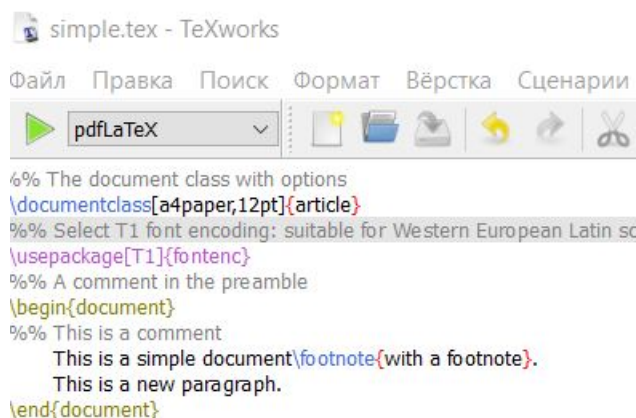 simple.tex - TeXworks
Файл Правка Поиск Формат Вёрстка Сценарии
pdfLaTeX
%% The document class with options
\documentclass[a4paper,12pt]{article}
%% Select T1 font encoding: suitable for Western European Latin
\usepackage[T1]{fontenc}
%% A comment in the preamble
\begin{document}
%% This is a comment
This is a simple document\footnote{with a footnote}.
This is a new paragraph.
\end{document}